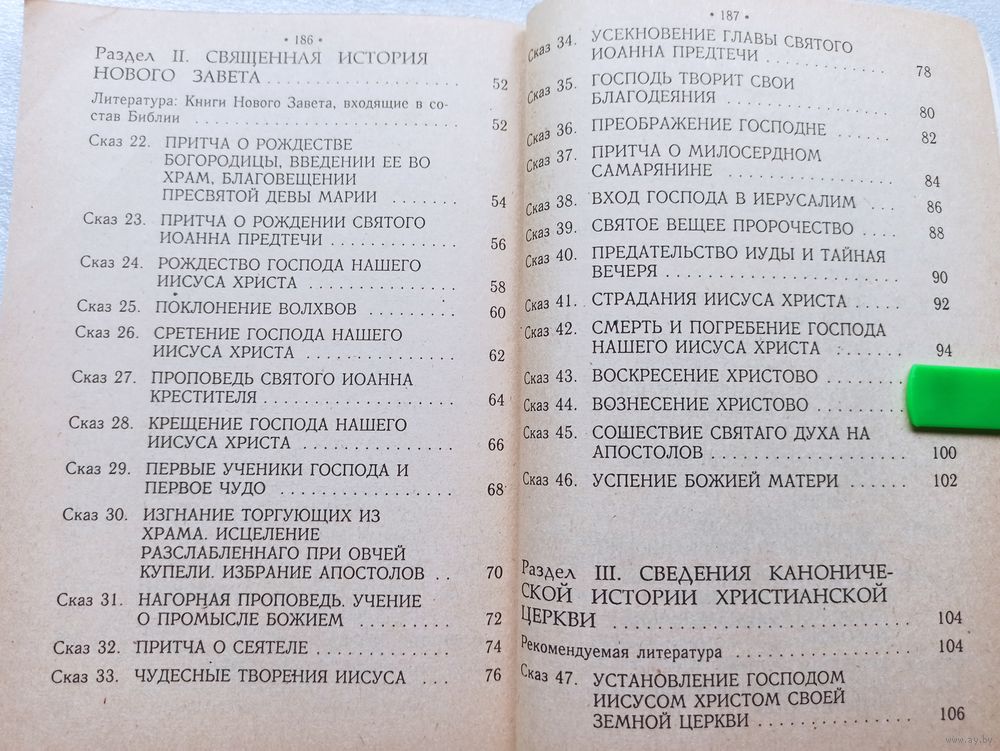 • 186 •
Раздел II. СВЯЩЕННАЯ ИСТОРИЯ
НОВОГО ЗАВЕТА . . . . . . . . . . . . . . . . 52
Литература: Книги Нового Завета, входящие в со-
став Библии . . . . . . . . . . . . . . . . 52
Сказ 22. ПРИТЧА О РОЖДЕСТВЕ
БОГОРОДИЦЫ, ВВЕДЕНИИ ЕЕ ВО
ХРАМ, БЛАГОВЕЩЕНИИ
ПРЕСВЯТОЙ ДЕВЫ МАРИИ . . . . . . . 54
Сказ 23. ПРИТЧА О РОЖДЕНИИ СВЯТОГО
ИОАННА ПРЕДТЕЧИ . . . . . . . . . . . . . 56
Сказ 24. РОЖДЕСТВО ГОСПОДА НАШЕГО
ИИСУСА ХРИСТА . . . . . . . . . . . . . . . 58
Сказ 25. ПОКЛОНЕНИЕ ВОЛХВОВ . . . . . . . . . 60
Сказ 26. СРЕТЕНИЕ ГОСПОДА НАШЕГО
ИИСУСА ХРИСТА . . . . . . . . . . . . . . . 62
Сказ 27. ПРОПОВЕДЬ СВЯТОГО ИОАННА
КРЕСТИТЕЛЯ . . . . . . . . . . . . . . . . . 64
Сказ 28. КРЕЩЕНИЕ ГОСПОДА НАШЕГО
ИИСУСА ХРИСТА . . . . . . . . . . . . . . . 66
Сказ 29. ПЕРВЫЕ УЧЕНИКИ ГОСПОДА И
ПЕРВОЕ ЧУДО . . . . . . . . . . . . . . . . 68
Сказ 30. ИЗГНАНИЕ ТОРГУЮЩИХ ИЗ
ХРАМА. ИСЦЕЛЕНИЕ
РАЗСЛАБЛЕННАГО ПРИ ОВЧЕЙ
КУПЕЛИ. ИЗБРАНИЕ АПОСТОЛОВ . . 70
Сказ 31. НАГОРНАЯ ПРОПОВЕДЬ. УЧЕНИЕ
О ПРОМЫСЛЕ БОЖИЕМ . . . . . . . . . . 72
Сказ 32. ПРИТЧА О СЕЯТЕЛЕ . . . . . . . . . . . . . 74
Сказ 33. ЧУДЕСНЫЕ ТВОРЕНИЯ ИИСУСА . . . 76
• 187 •
Сказ 34. УСЕКНОВЕНИЕ ГЛАВЫ СВЯТОГО
ИОАННА ПРЕДТЕЧИ . . . . . . . . . . . . 78
Сказ 35. ГОСПОДЬ ТВОРИТ СВОИ
БЛАГОДЕЯНИЯ . . . . . . . . . . . . . . . . 80
Сказ 36. ПРЕОБРАЖЕНИЕ ГОСПОДНЕ . . . . . . 82
Сказ 37. ПРИТЧА О МИЛОСЕРДНОМ
САМАРЯНИНЕ . . . . . . . . . . . . . . . . 84
Сказ 38. ВХОД ГОСПОДА В ИЕРУСАЛИМ . . . 86
Сказ 39. СВЯТОЕ ВЕЩЕЕ ПРОРОЧЕСТВО . . . . 88
Сказ 40. ПРЕДАТЕЛЬСТВО ИУДЫ И ТАЙНАЯ
ВЕЧЕРЯ . . . . . . . . . . . . . . . . . . . . 90
Сказ 41. СТРАДАНИЯ ИИСУСА ХРИСТА . . . . 92
Сказ 42. СМЕРТЬ И ПОГРЕБЕНИЕ ГОСПОДА
НАШЕГО ИИСУСА ХРИСТА . . . . . . . 94
Сказ 43. ВОСКРЕСЕНИЕ ХРИСТОВО . . . . . . .
Сказ 44. ВОЗНЕСЕНИЕ ХРИСТОВО . . . . . . . .
Сказ 45. СОШЕСТВИЕ СВЯТАГО ДУХА НА
АПОСТОЛОВ . . . . . . . . . . . . . . . . . 100
Сказ 46. УСПЕНИЕ БОЖИЕЙ МАТЕРИ . . . . . . 102
Раздел III. СВЕДЕНИЯ КАНОНИЧЕ-
СКОЙ ИСТОРИИ ХРИСТИАНСКОЙ
ЦЕРКВИ . . . . . . . . . . . . . . . . . . . . 104
Рекомендуемая литература . . . . . . . . . . . . . . 104
Сказ 47. УСТАНОВЛЕНИЕ ГОСПОДОМ
ИИСУСОМ ХРИСТОМ СВОЕЙ
ЗЕМНОЙ ЦЕРКВИ . . . . . . . . . . . . . 106
www.ay.by